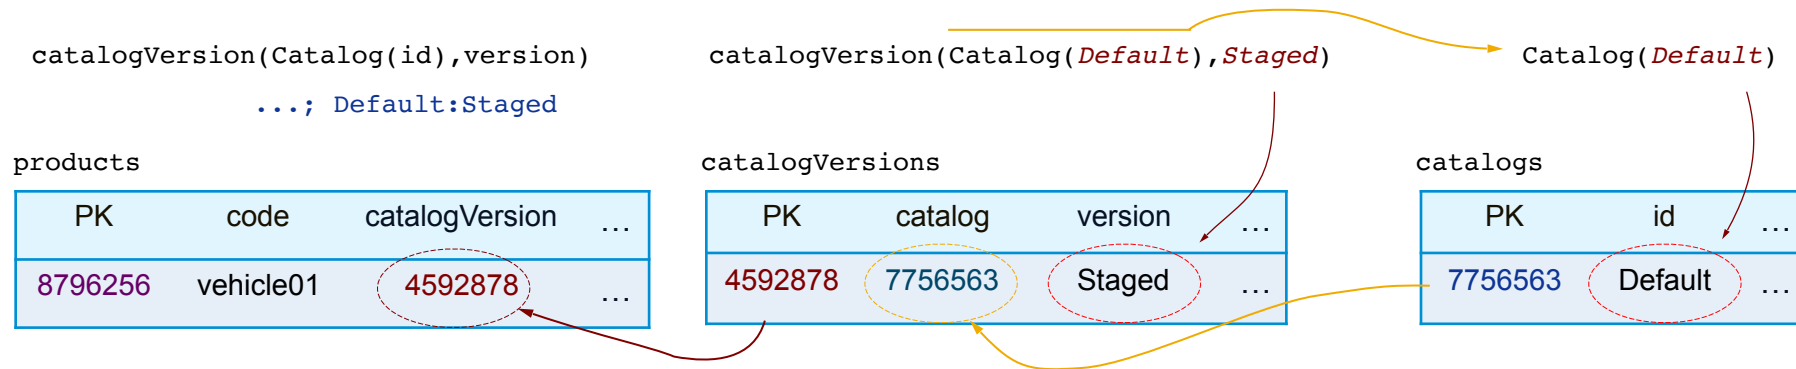 catalogVersion(Catalog(id),version)
...; Default:Staged
catalogVersion(Catalog(Default),Staged)
Catalog(Default)
products
PK code catalogVersion ...
8796256 vehicle01 4592878 ...
catalogVersions
PK catalog version ...
4592878 7756563 Staged ...
catalogs
PK id ...
7756563 Default ...